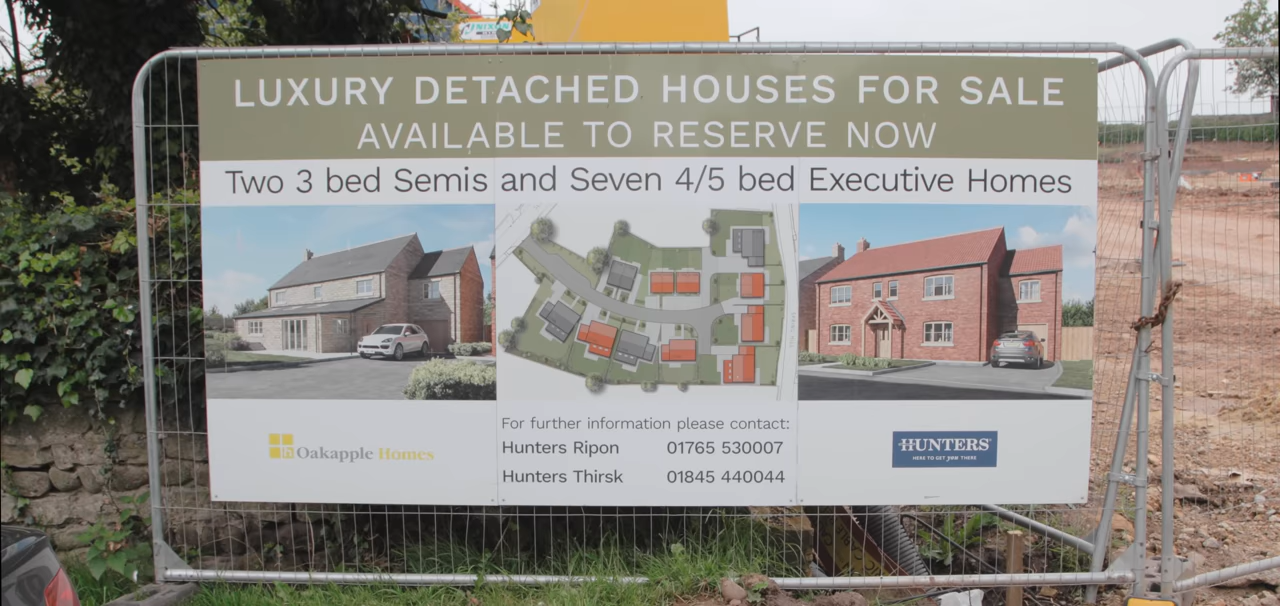 NIXON
LUXURY DETACHED HOUSES FOR SALE
AVAILABLE TO RESERVE NOW
Two 3 bed Semis and Seven 4/5 bed Executive Homes
For further information please contact:
Hunters Ripon 01765 530007
Hunters Thirsk 01845 440044
Oakapple Homes
HUNTERS
HERE TO GET you THERE